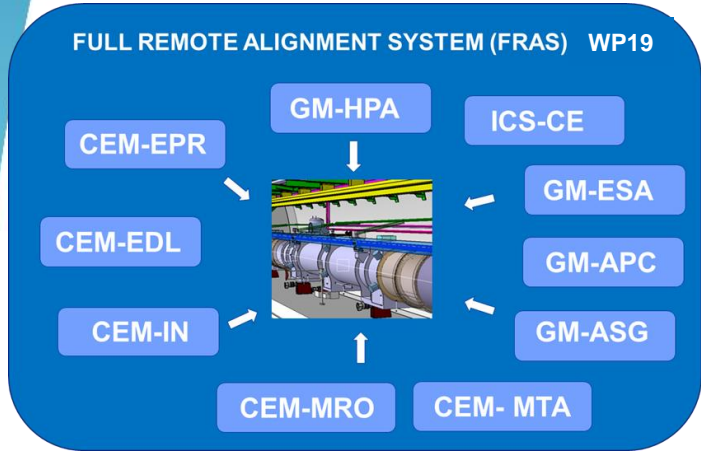 FULL REMOTE ALIGNMENT SYSTEM (FRAS) WP19
GM-HPA
ICS-CE
CEM-EPR
GM-ESA
CEM-EDL
GM-APC
CEM-IN
GM-ASG
CEM-MRO
CEM- MTA